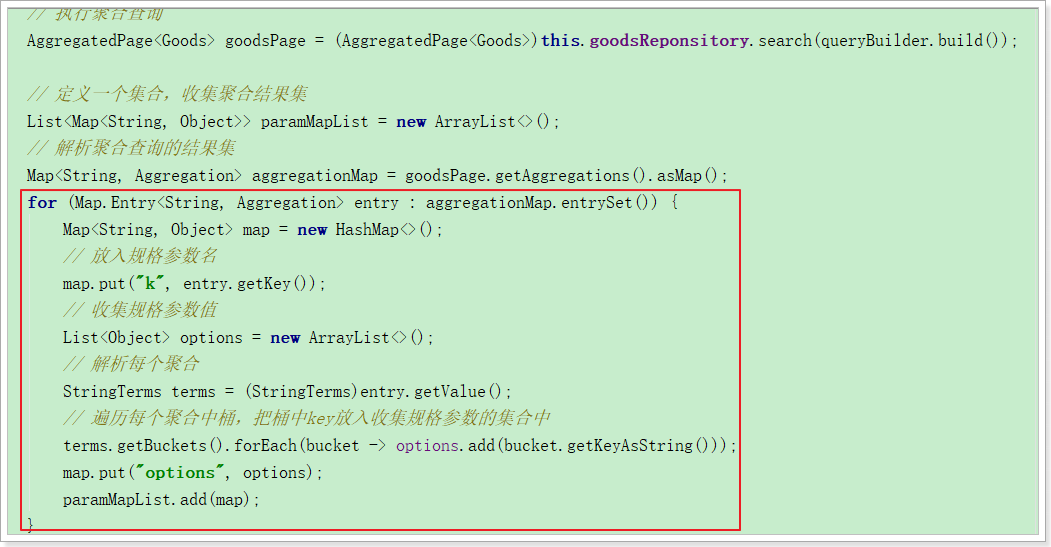 // 执行聚合查询
AggregatedPage<Goods> goodsPage = (AggregatedPage<Goods>)this.goodsReponsitory.search(queryBuilder.build());
// 定义一个集合，收集聚合结果集
List<Map<String, Object>> paramMapList = new ArrayList<>();
// 解析聚合查询的结果集
Map<String, Aggregation> aggregationMap = goodsPage.getAggregations().asMap();
for (Map.Entry<String, Aggregation> entry : aggregationMap.entrySet()) {
Map<String, Object> map = new HashMap<>();
// 放入规格参数名
map.put("k", entry.getKey());
// 收集规格参数值
List<Object> options = new ArrayList<>();
// 解析每个聚合
StringTerms terms = (StringTerms)entry.getValue();
// 遍历每个聚合中桶，把桶中key放入收集规格参数的集合中
terms.getBuckets().forEach(bucket -> options.add(bucket.getKeyAsString()));
map.put("options", options);
paramMapList.add(map);
}